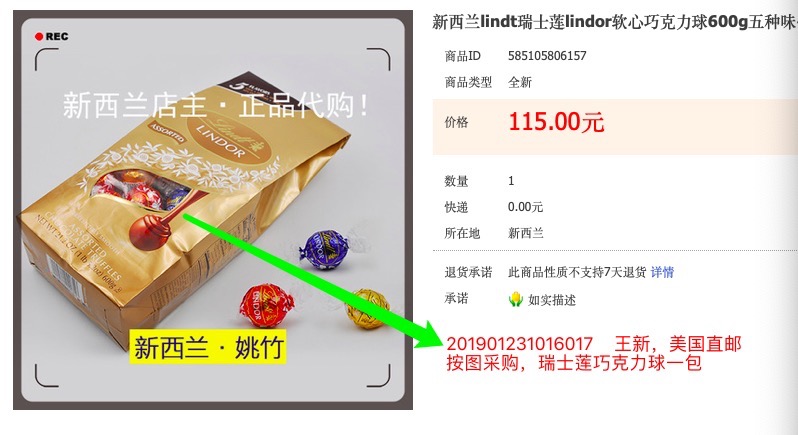 REC
新西兰店主·正品代购！
5
ASSORTED
Lindt
LINDOR
ASSORTED
LINDOR
新西兰·姚竹
新西兰lindt瑞士莲lindor软心巧克力球600g五种味
商品ID 585105806157
商品类型 全新
价格 115.00元
数量 1
快递 0.00元
所在地 新西兰
退货承诺 此商品性质不支持7天退货 详情
承诺 如实描述
201901231016017 王新，美国直邮
按图采购，瑞士莲巧克力球一包